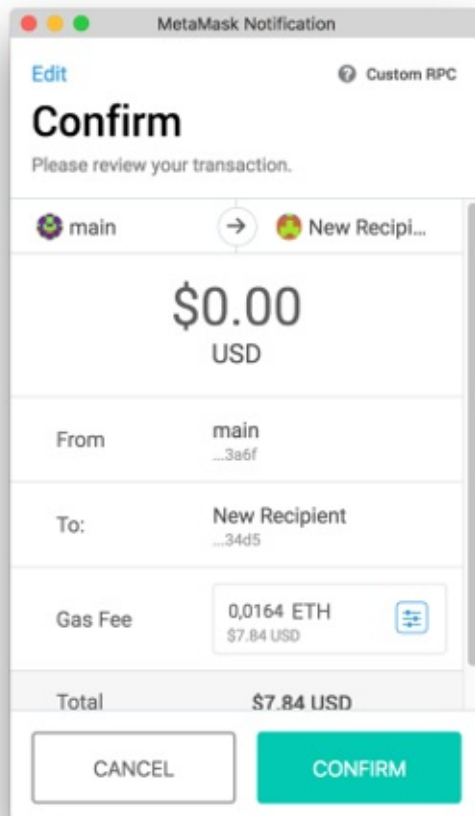 MetaMask Notification
Edit
Custom RPC
Confirm
Please review your transaction.
main
New Recipi...
$0.00
USD
From
main
...3a6f
To:
New Recipient
...34d5
Gas Fee
0,0164 ETH
$7.84 USD
Total
$7.84 USD
CANCEL
CONFIRM